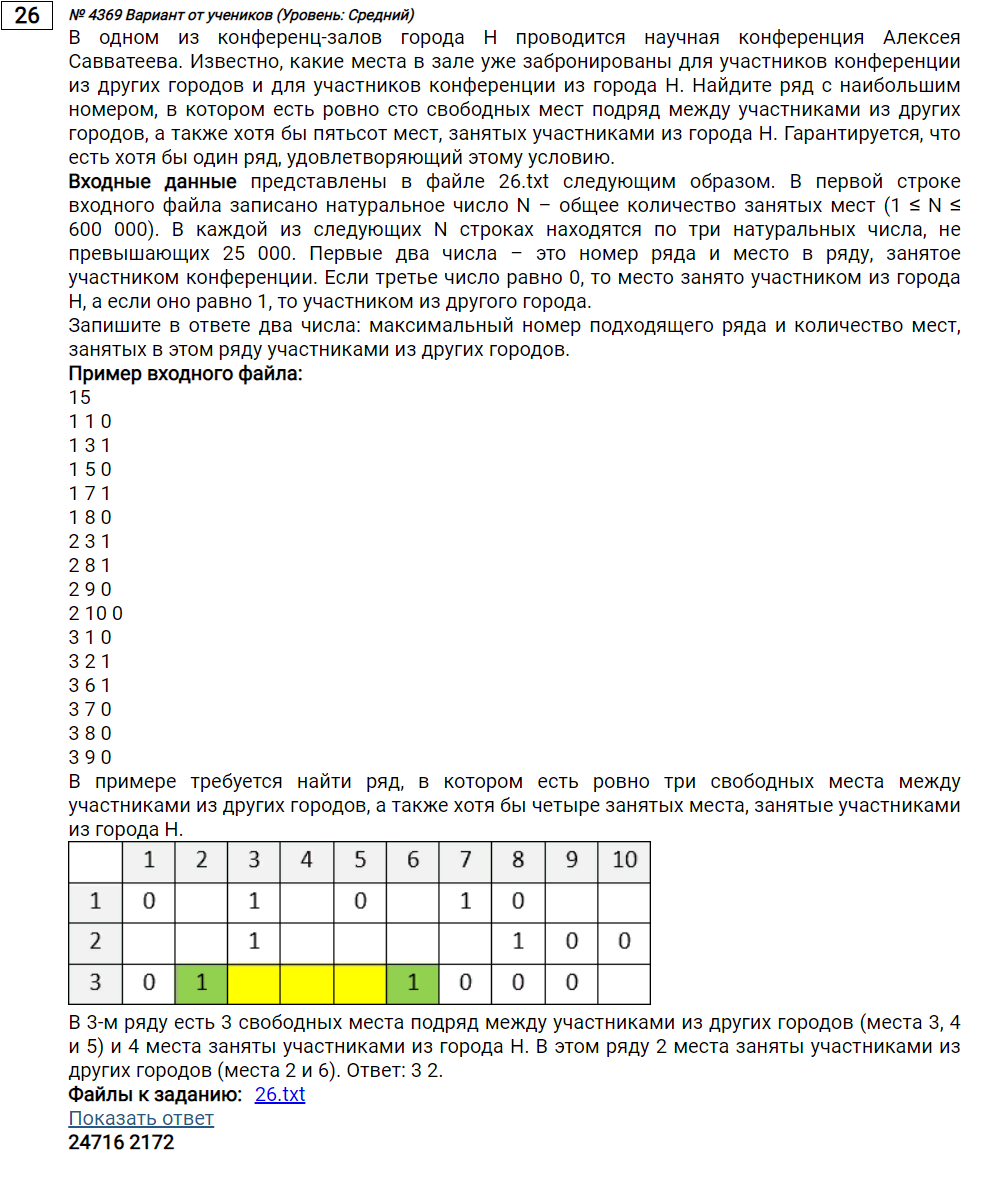 26
№ 4369 Вариант от учеников (Уровень: Средний)
В одном из конференц-залов города Н проводится научная конференция Алексея
Савватеева. Известно, какие места в зале уже забронированы для участников конференции
из других городов и для участников конференции из города Н. Найдите ряд с наибольшим
номером, в котором есть ровно сто свободных мест подряд между участниками из других
городов, а также хотя бы пятьсот мест, занятых участниками из города Н. Гарантируется, что
есть хотя бы один ряд, удовлетворяющий этому условию.
Входные данные представлены в файле 26.txt следующим образом. В первой строке
входного файла записано натуральное число N – общее количество занятых мест (1 ≤ N ≤
600 000). В каждой из следующих N строках находятся по три натуральных числа, не
превышающих 25 000. Первые два числа – это номер ряда и место в ряду, занятое
участником конференции. Если третье число равно 0, то место занято участником из города
Н, а если оно равно 1, то участником из другого города.
Запишите в ответе два числа: максимальный номер подходящего ряда и количество мест,
занятых в этом ряду участниками из других городов.
Пример входного файла:
15
1 1 0
1 3 1
1 5 0
1 7 1
1 8 0
2 3 1
2 8 1
2 9 0
2 10 0
3 1 0
3 2 1
3 6 1
3 7 0
3 8 0
3 9 0
В примере требуется найти ряд, в котором есть ровно три свободных места между
участниками из других городов, а также хотя бы четыре занятых места, занятые участниками
из города Н.
1 2 3 4 5 6 7 8 9 10
1 0 1 0 1 0
2 1 1 0 0
3 0 1 1 0 0 0
В 3-м ряду есть 3 свободных места подряд между участниками из других городов (места 3, 4
и 5) и 4 места заняты участниками из города Н. В этом ряду 2 места заняты участниками из
других городов (места 2 и 6). Ответ: 3 2.
Файлы к заданию: 26.txt
Показать ответ
24716 2172